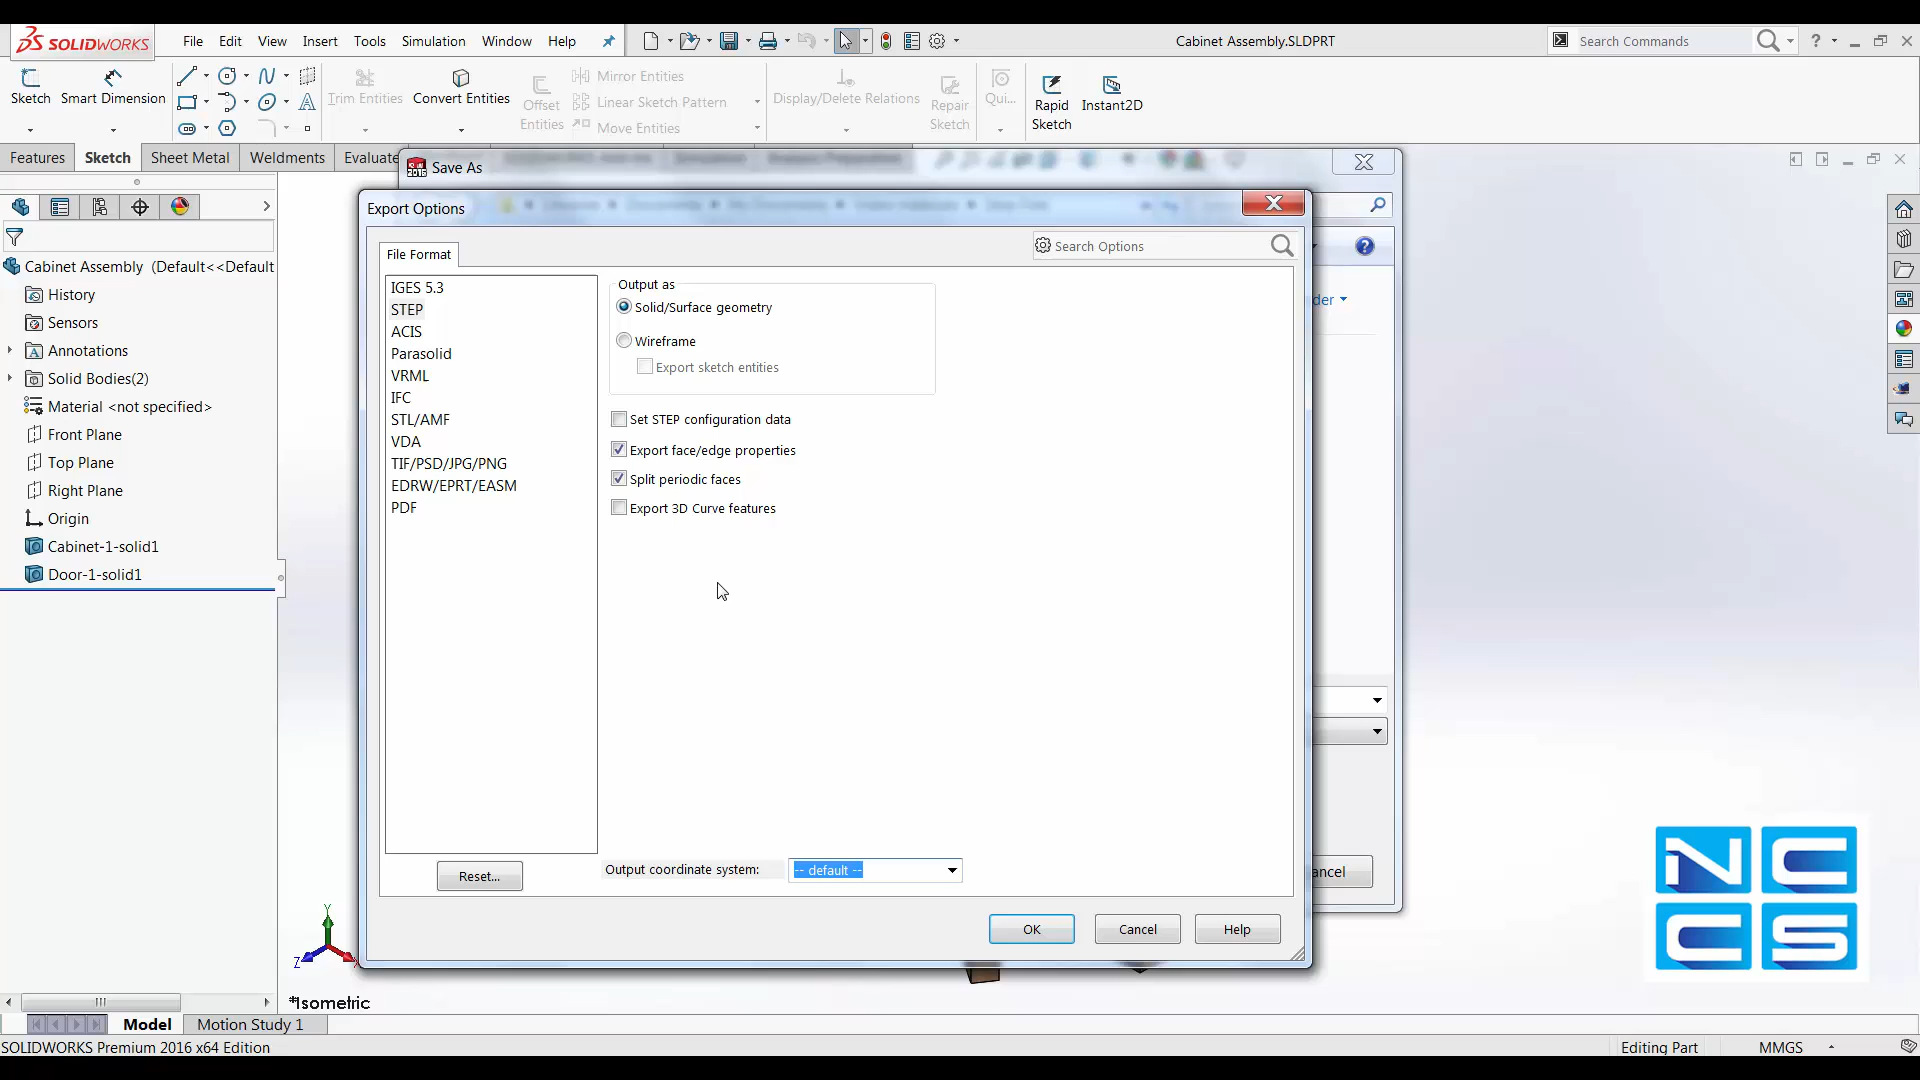 SOLIDWORKS
File Edit View Insert Tools Simulation Window Help
Cabinet Assembly.SLDPRT
Search Commands
Sketch
Smart Dimension
Trim Entities
Convert Entities
Offset Entities
Mirror Entities
Linear Sketch Pattern
Move Entities
Display/Delete Relations
Repair Sketch
Qui...
Rapid Sketch
Instant2D
Features Sketch Sheet Metal Weldments Evaluate
Save As
Export Options
Cabinet Assembly (Default<<Default
History
Sensors
Annotations
Solid Bodies(2)
Material <not specified>
Front Plane
Top Plane
Right Plane
Origin
Cabinet-1-solid1
Door-1-solid1
File Format
Search Options
IGES 5.3
STEP
ACIS
Parasolid
VRML
IFC
STL/AMF
VDA
TIF/PSD/JPG/PNG
EDRW/EPRT/EASM
PDF
Output as
Solid/Surface geometry
Wireframe
Export sketch entities
Set STEP configuration data
Export face/edge properties
Split periodic faces
Export 3D Curve features
Reset...
Output coordinate system:
-- default --
OK Cancel Help
der
ancel
NCCS
Y
Z
*Isometric
Model Motion Study 1
SOLIDWORKS Premium 2016 x64 Edition
Editing Part
MMGS